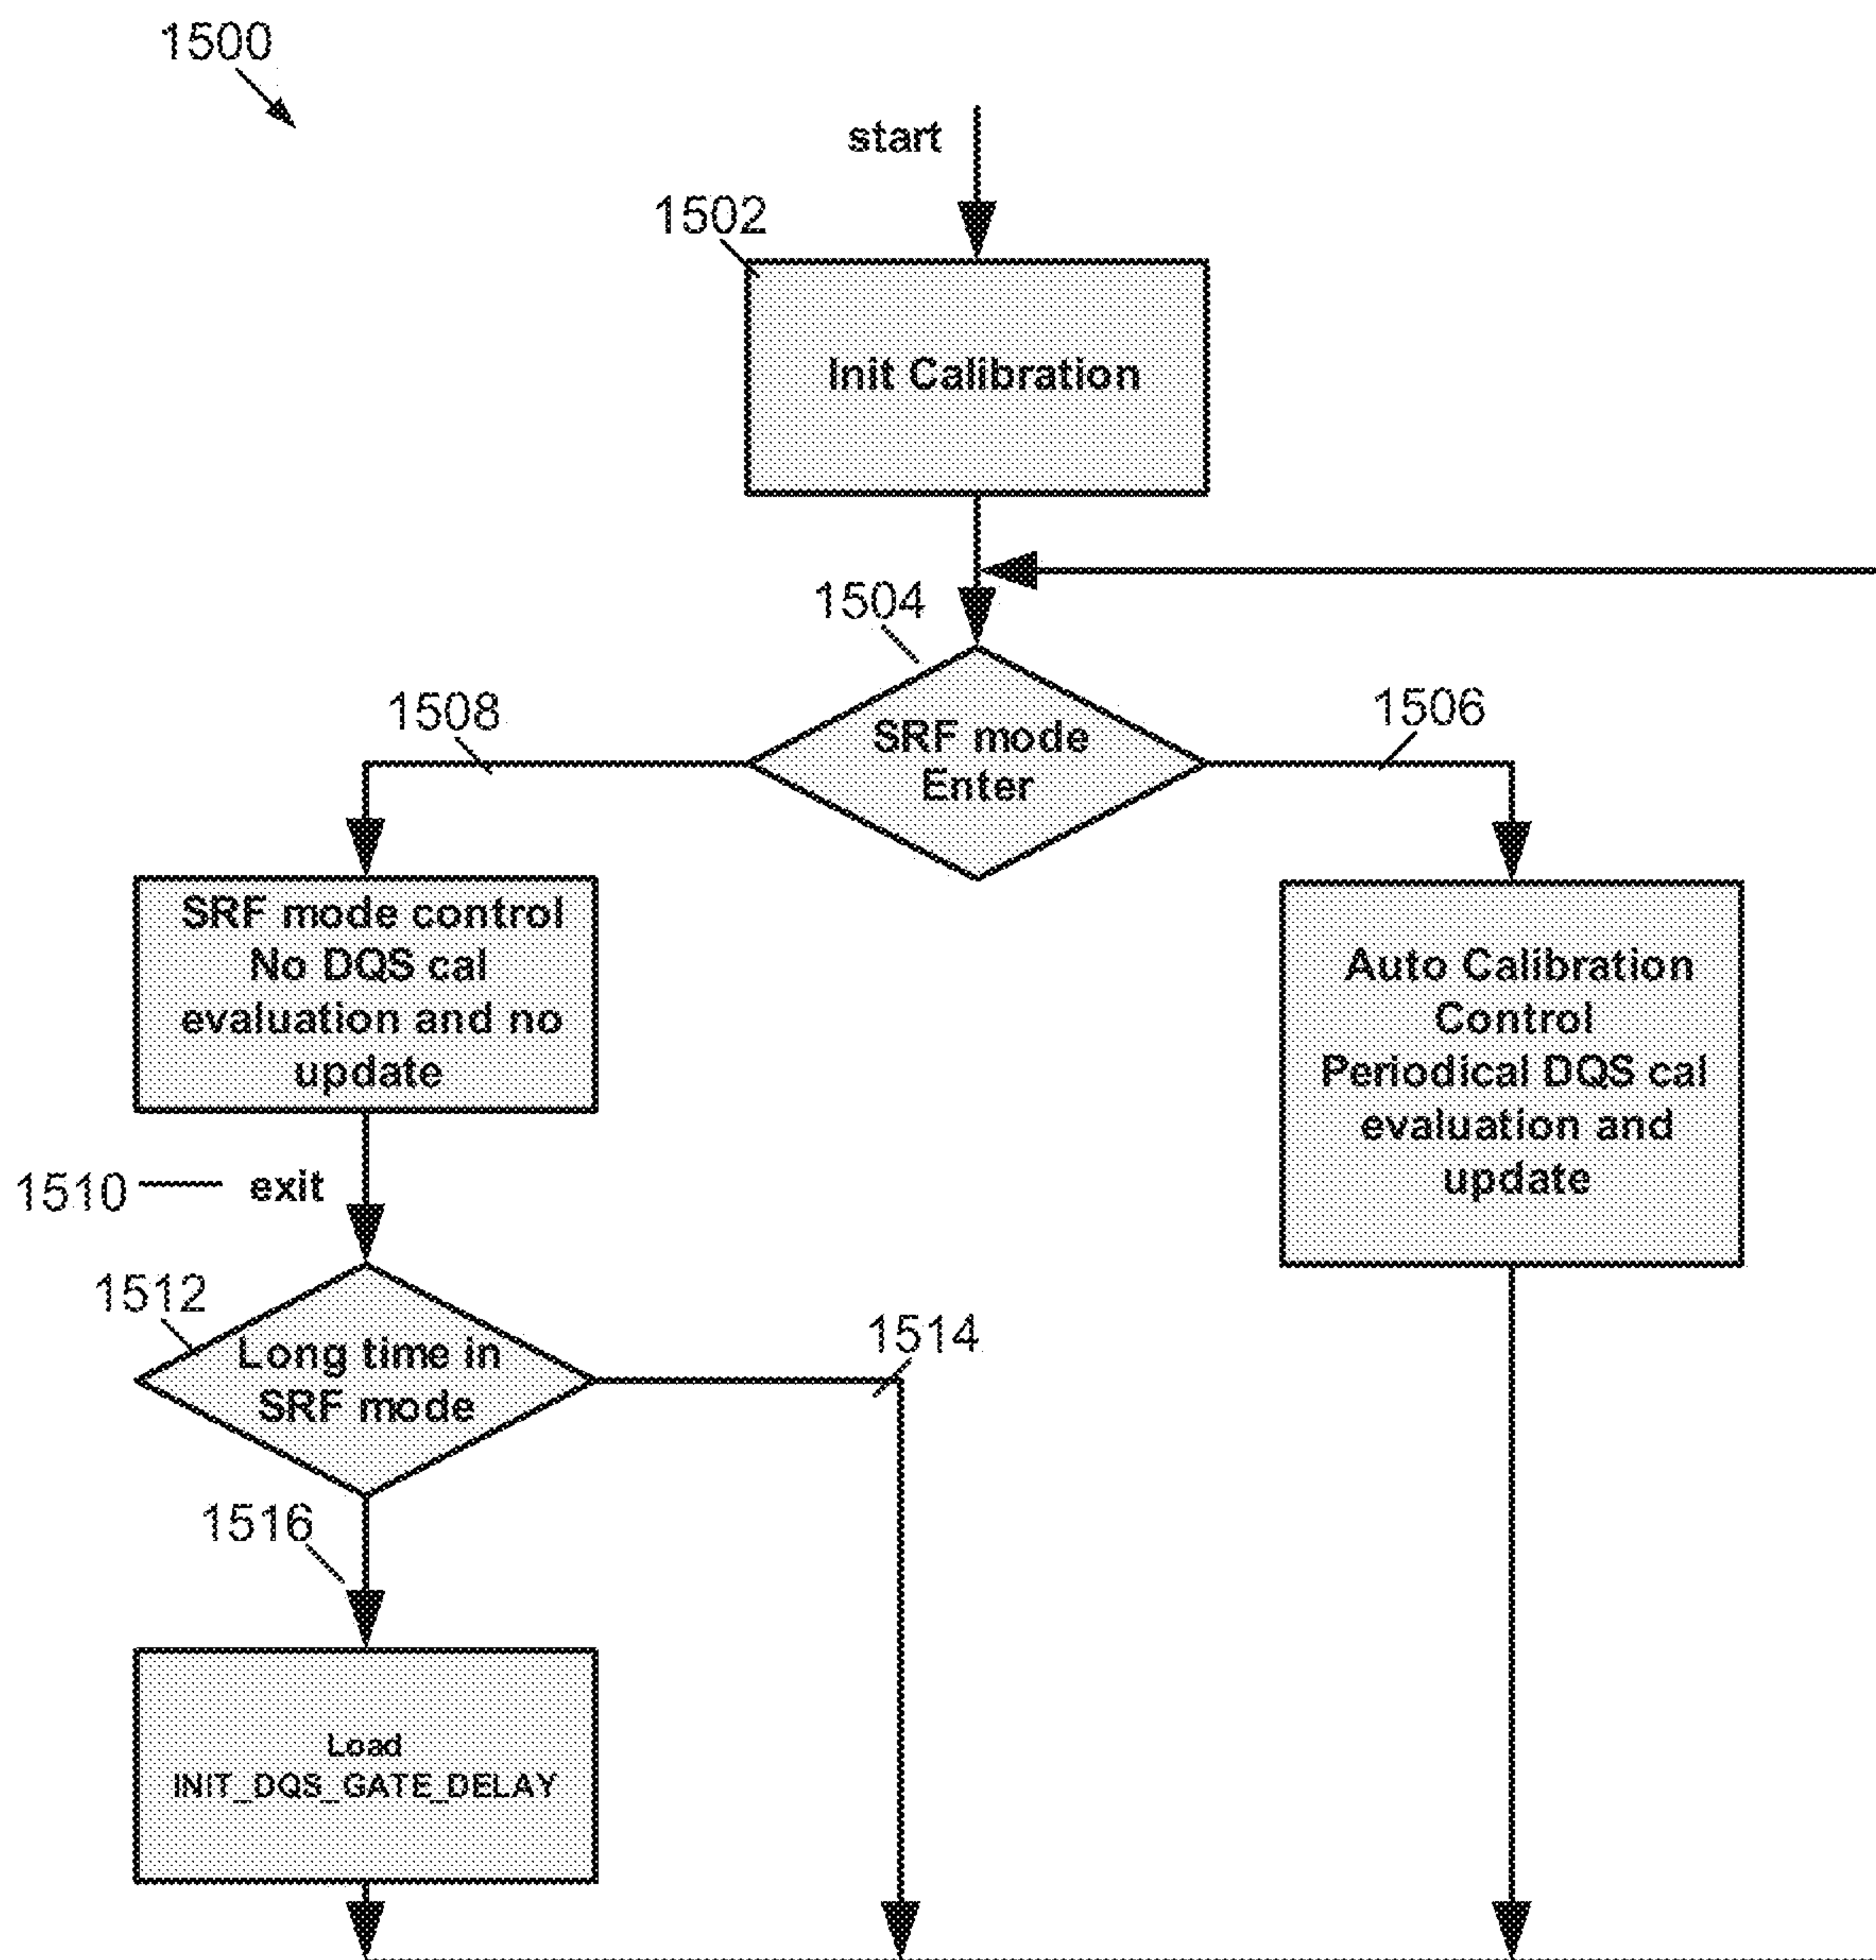 1500
start
1502
Init Calibration
1504
1508
1506
SRF mode
Enter
SRF mode control
No DQS cal
evaluation and no
update
Auto Calibration
Control
Periodical DQS cal
evaluation and
update
1510
exit
1512
Long time in
SRF mode
1514
1516
Load
INIT_DQS_GATE_DELAY